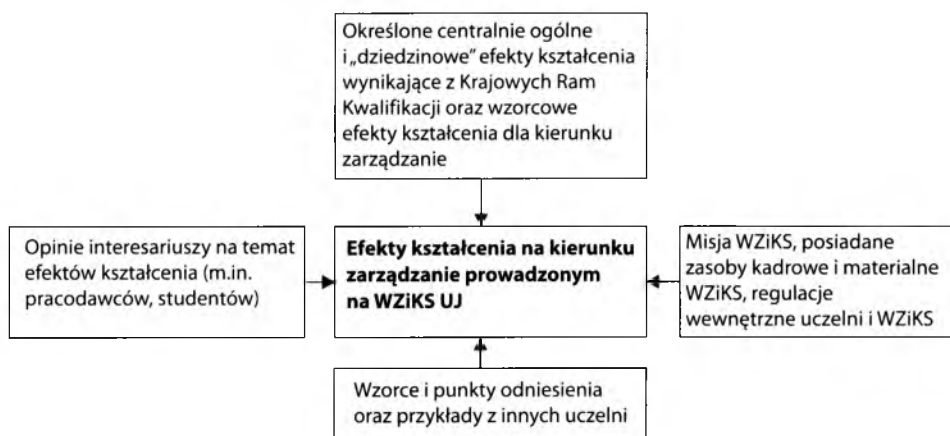 Określone centralnie ogólne
i „dziedzinowe” efekty kształcenia
wynikające z Krajowych Ram
Kwalifikacji oraz wzorcowe
efekty kształcenia dla kierunku
zarządzanie
Opinie interesariuszy na temat
efektów kształcenia (m.in.
pracodawców, studentów)
Efekty kształcenia na kierunku
zarządzanie prowadzonym
na WZiKS UJ
Misja WZiKS, posiadane
zasoby kadrowe i materialne
WZiKS, regulacje
wewnętrzne uczelni i WZiKS
Wzorce i punkty odniesienia
oraz przykłady z innych uczelni